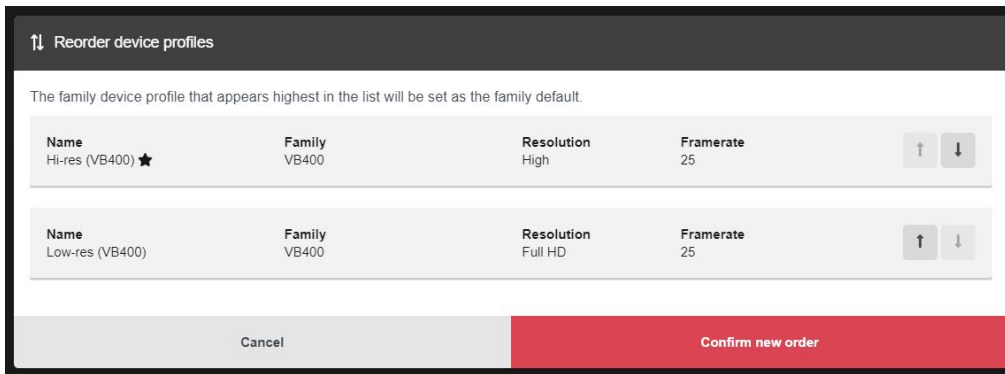 Reorder device profiles
The family device profile that appears highest in the list will be set as the family default.
Name Family Resolution Framerate
Hi-res (VB400) VB400 High 25
Name Family Resolution Framerate
Low-res (VB400) VB400 Full HD 25
Cancel Confirm new order